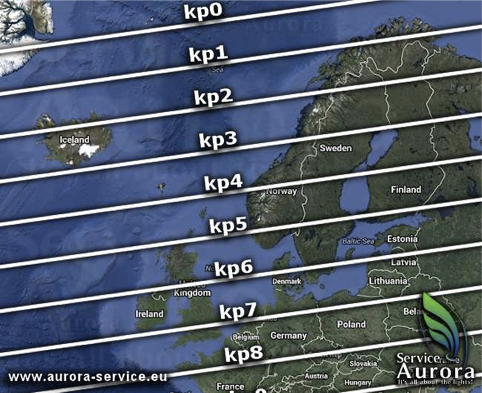 kp0
kp1
Sea
kp2
Iceland
kp3
Sweden
kp4
Norway
Finland
kp5
Baltic Sea
Estonia
kp6
Latvia
Denmark
Lithuania
United
Kingdom
Ireland
kp7
Belgium
Germany
Poland
kp8
Slovakia
Austria
Hungary
France
Service
Aurora
It's all about the lights!
www.aurora-service.eu